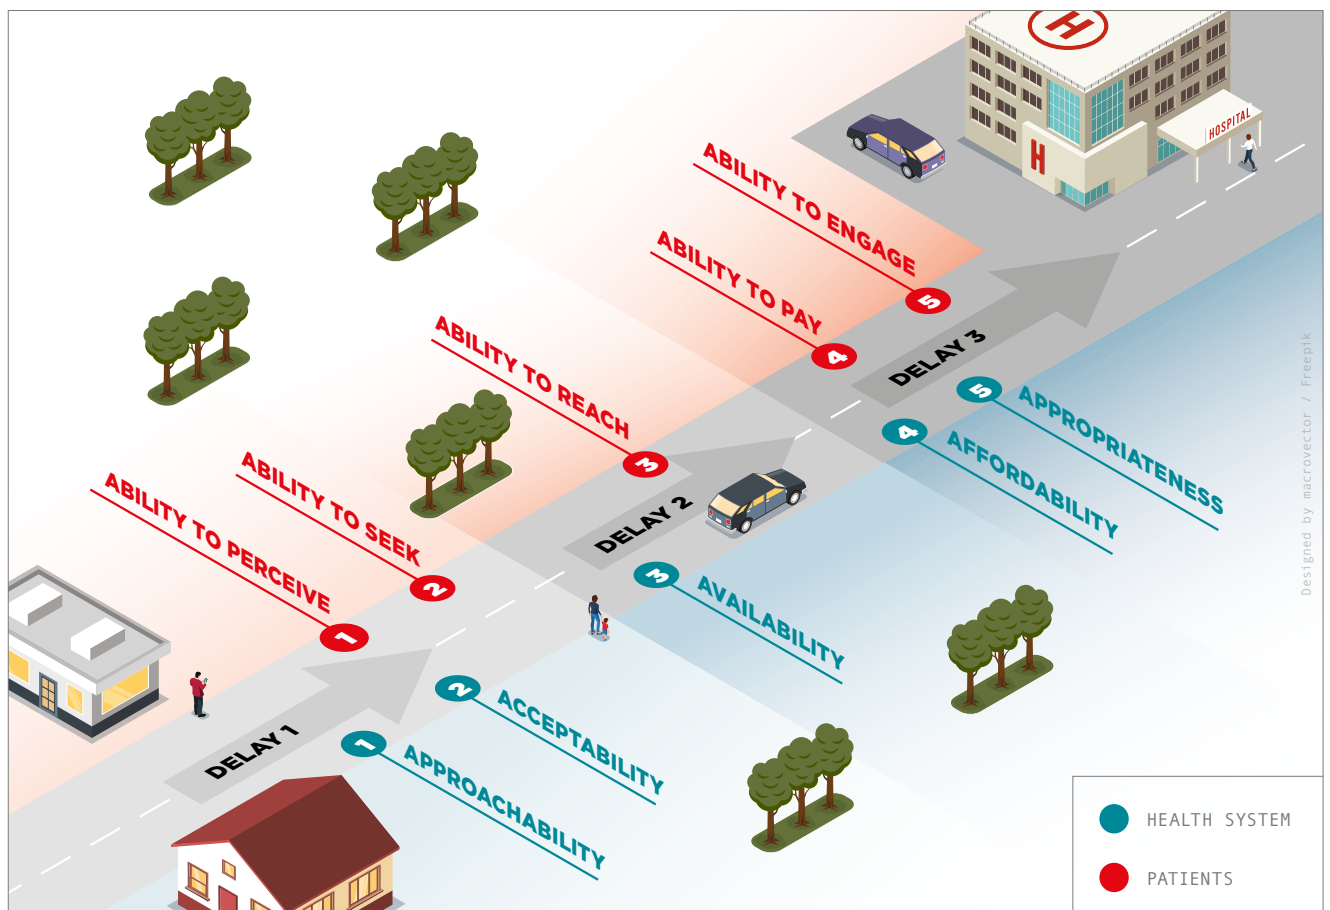 H
H
HOSPITAL
ABILITY TO ENGAGE
5
ABILITY TO PAY
4
ABILITY TO REACH
3
ABILITY TO SEEK
2
ABILITY TO PERCEIVE
1
DELAY 3
DELAY 2
DELAY 1
5 APPROPRIATENESS
4 AFFORDABILITY
3 AVAILABILITY
2 ACCEPTABILITY
1 APPROACHABILITY
Designed by macrovector / Freepik
HEALTH SYSTEM
PATIENTS